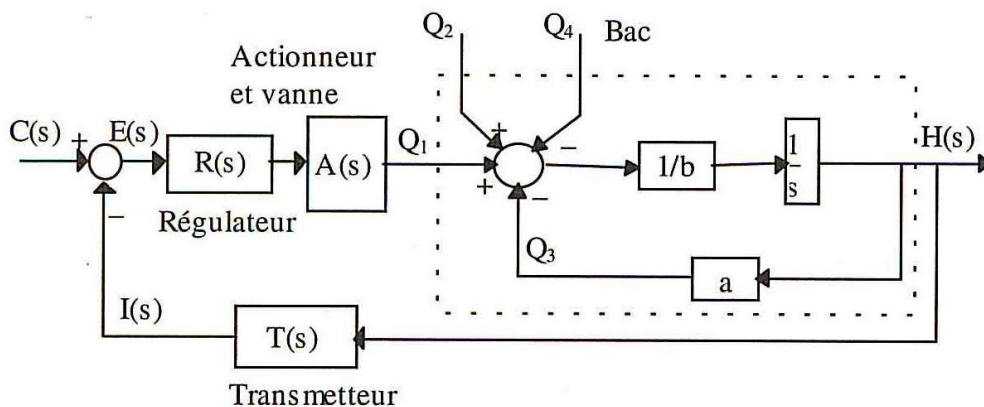 Q2
Q4
Bac
Actionneur
et vanne
C(s)
+
E(s)
R(s)
A(s)
Q1
+
+
−
−
1/b
1
s
H(s)
−
Régulateur
Q3
a
I(s)
T(s)
Transmetteur